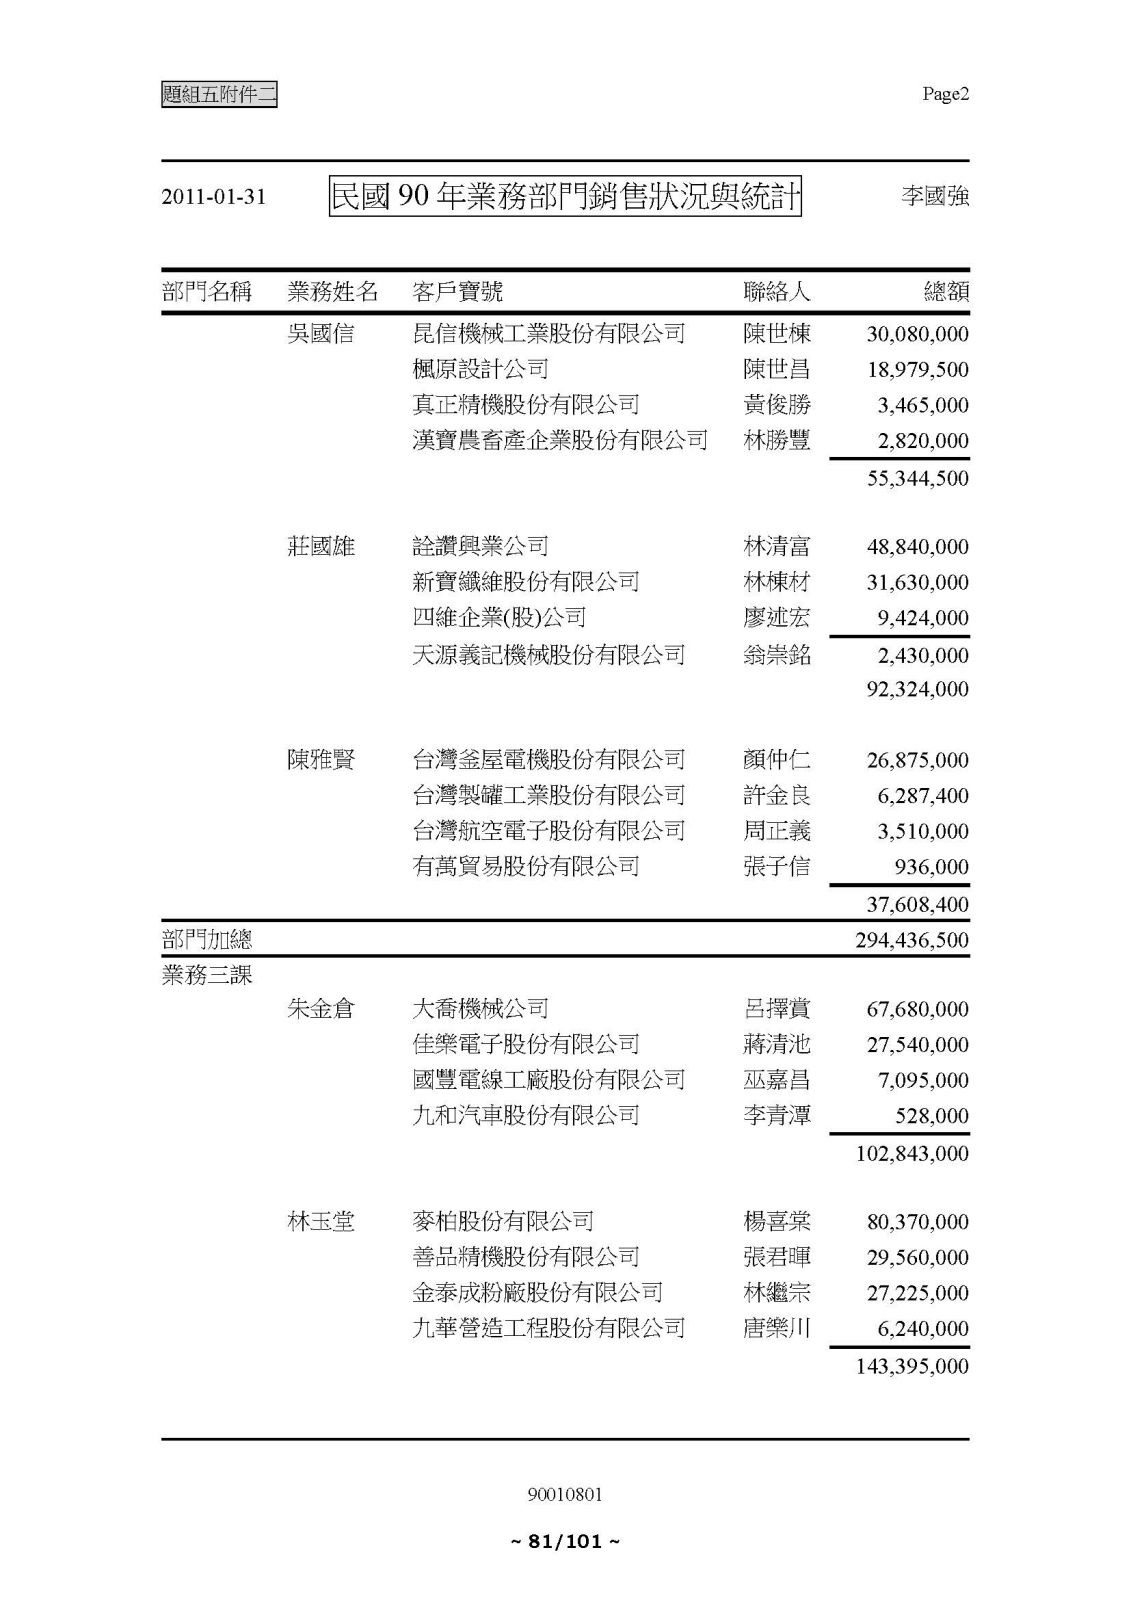 題組五附件二 Page2
2011-01-31 民國 90 年業務部門銷售狀況與統計 李國強
部門名稱 業務姓名 客戶寶號 聯絡人 總額
吳國信 昆信機械工業股份有限公司 陳世棟 30,080,000
楓原設計公司 陳世昌 18,979,500
真正精機股份有限公司 黃俊勝 3,465,000
漢寶農畜產企業股份有限公司 林勝豐 2,820,000
55,344,500
莊國雄 詮讚興業公司 林清富 48,840,000
新寶纖維股份有限公司 林棟材 31,630,000
四維企業(股)公司 廖述宏 9,424,000
天源義記機械股份有限公司 翁崇銘 2,430,000
92,324,000
陳雅賢 台灣釜屋電機股份有限公司 顏仲仁 26,875,000
台灣製罐工業股份有限公司 許金良 6,287,400
台灣航空電子股份有限公司 周正義 3,510,000
有萬貿易股份有限公司 張子信 936,000
37,608,400
部門加總 294,436,500
業務三課
朱金倉 大喬機械公司 呂擇賞 67,680,000
佳樂電子股份有限公司 蔣清池 27,540,000
國豐電線工廠股份有限公司 巫嘉昌 7,095,000
九和汽車股份有限公司 李青潭 528,000
102,843,000
林玉堂 麥柏股份有限公司 楊喜棠 80,370,000
善品精機股份有限公司 張君暉 29,560,000
金泰成粉廠股份有限公司 林繼宗 27,225,000
九華營造工程股份有限公司 唐樂川 6,240,000
143,395,000
90010801
~ 81/101 ~